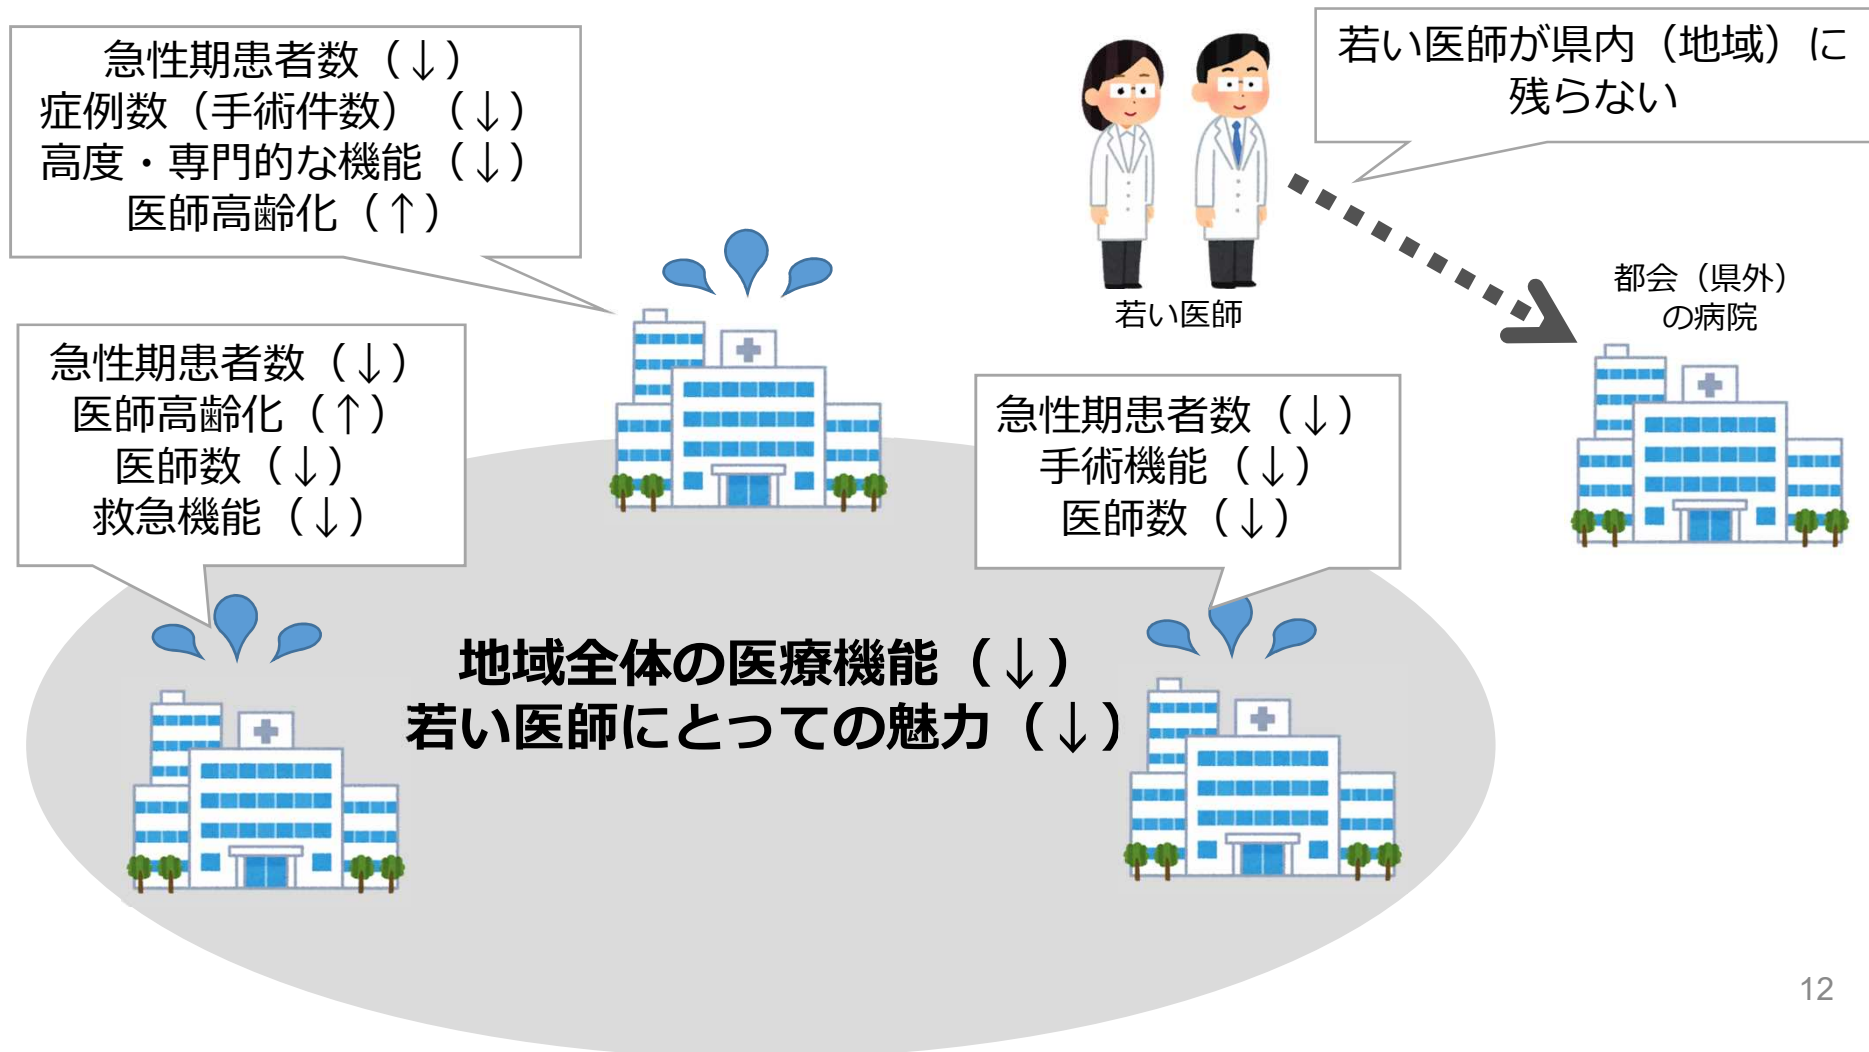 急性期患者数（↓）
症例数（手術件数）（↓）
高度・専門的な機能（↓）
医師高齢化（↑）
若い医師が県内（地域）に
残らない
若い医師
都会（県外）
の病院
急性期患者数（↓）
医師高齢化（↑）
医師数（↓）
救急機能（↓）
急性期患者数（↓）
手術機能（↓）
医師数（↓）
地域全体の医療機能（↓）
若い医師にとっての魅力（↓）
12